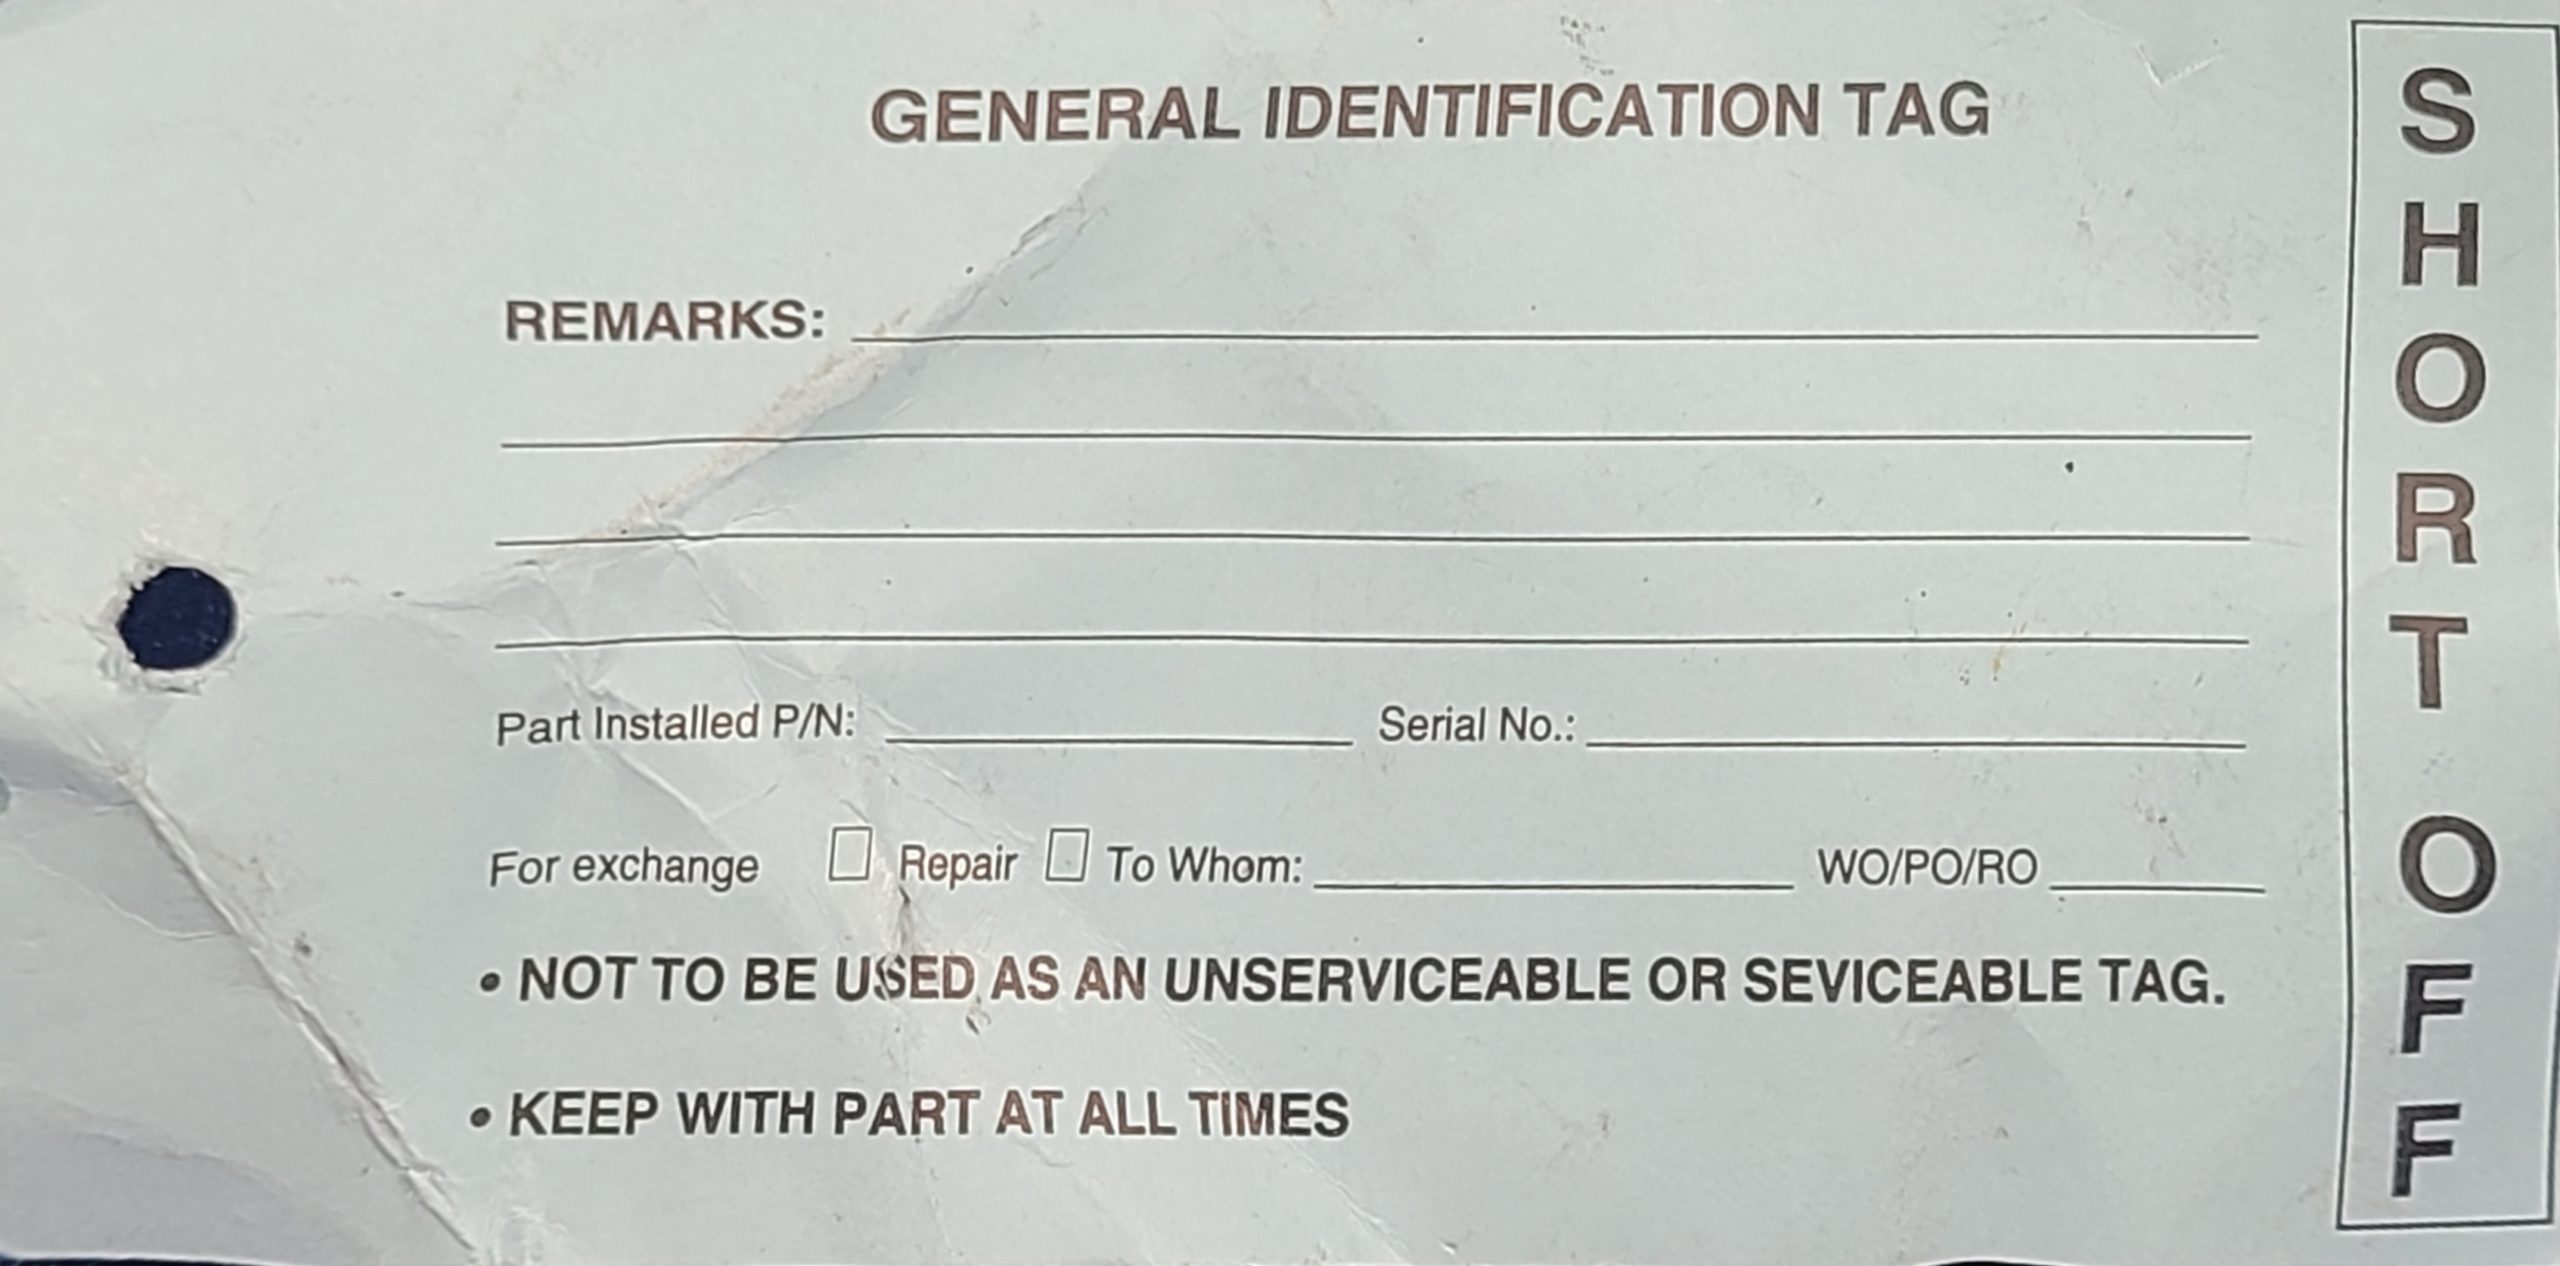 GENERAL IDENTIFICATION TAG
REMARKS:
Part Installed P/N: Serial No.:
For exchange Repair To Whom: WO/PO/RO
• NOT TO BE USED AS AN UNSERVICEABLE OR SEVICEABLE TAG.
• KEEP WITH PART AT ALL TIMES
SHORT OFF